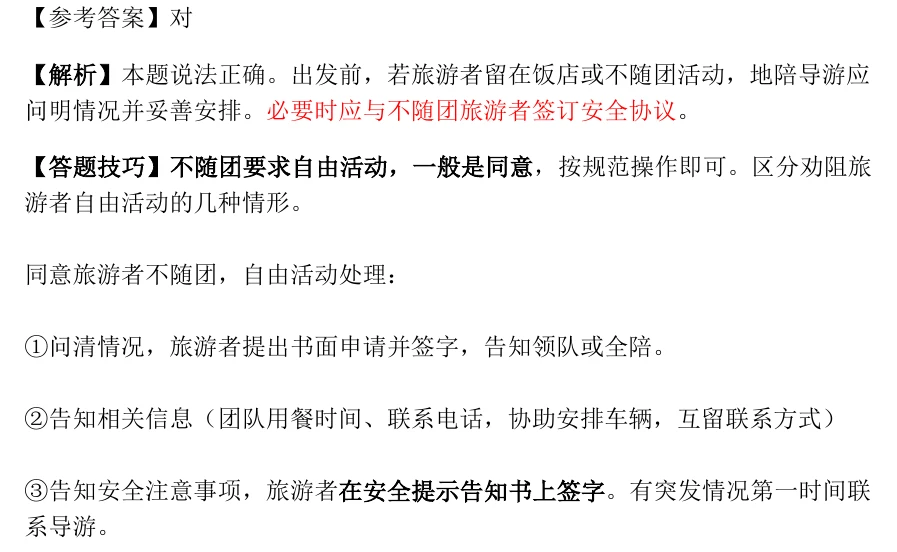 【参考答案】对
【解析】本题说法正确。出发前，若旅游者留在饭店或不随团活动，地陪导游应
问明情况并妥善安排。必要时应与不随团旅游者签订安全协议。
【答题技巧】不随团要求自由活动，一般是同意，按规范操作即可。区分劝阻旅
游者自由活动的几种情形。
同意旅游者不随团，自由活动处理：
①问清情况，旅游者提出书面申请并签字，告知领队或全陪。
②告知相关信息（团队用餐时间、联系电话，协助安排车辆，互留联系方式）
③告知安全注意事项，旅游者在安全提示告知书上签字。有突发情况第一时间联
系导游。